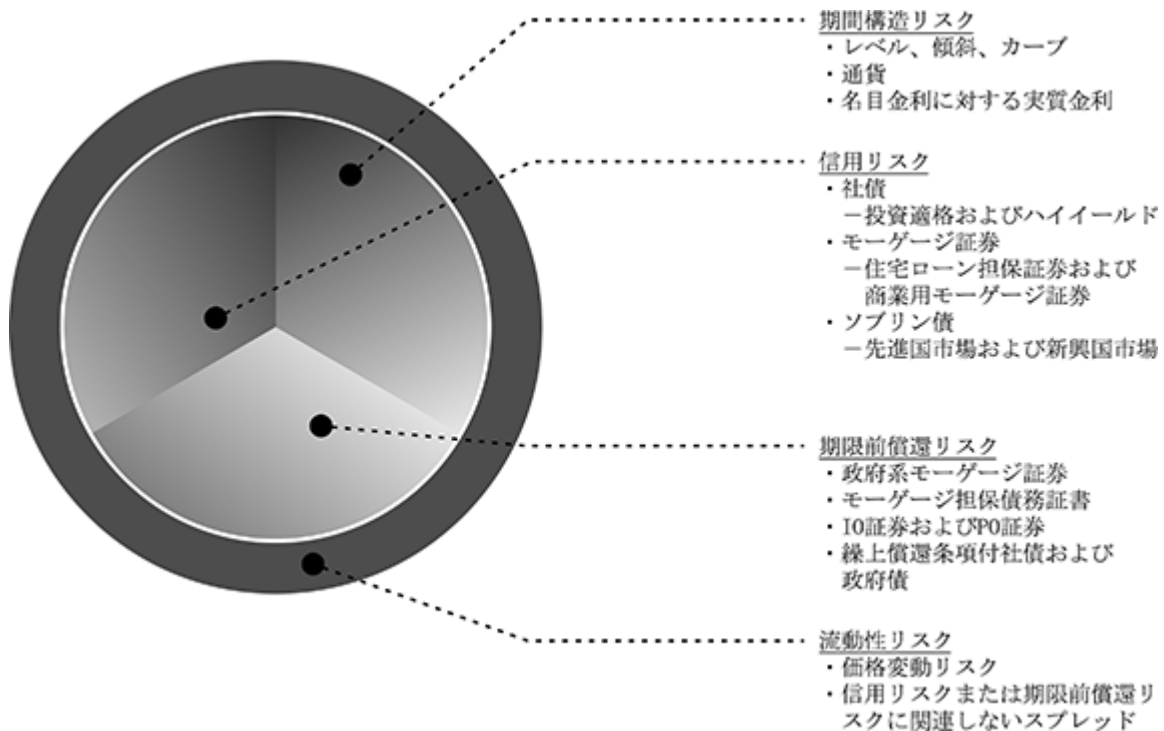 期間構造リスク
・レベル、傾斜、カーブ
・通貨
・名目金利に対する実質金利
信用リスク
・社債
－投資適格およびハイイールド
・モーゲージ証券
－住宅ローン担保証券および
商業用モーゲージ証券
・ソブリン債
－先進国市場および新興国市場
期限前償還リスク
・政府系モーゲージ証券
・モーゲージ担保債務証書
・IO証券およびPO証券
・繰上償還条項付社債および
政府債
流動性リスク
・価格変動リスク
・信用リスクまたは期限前償還リ
スクに関連しないスプレッド